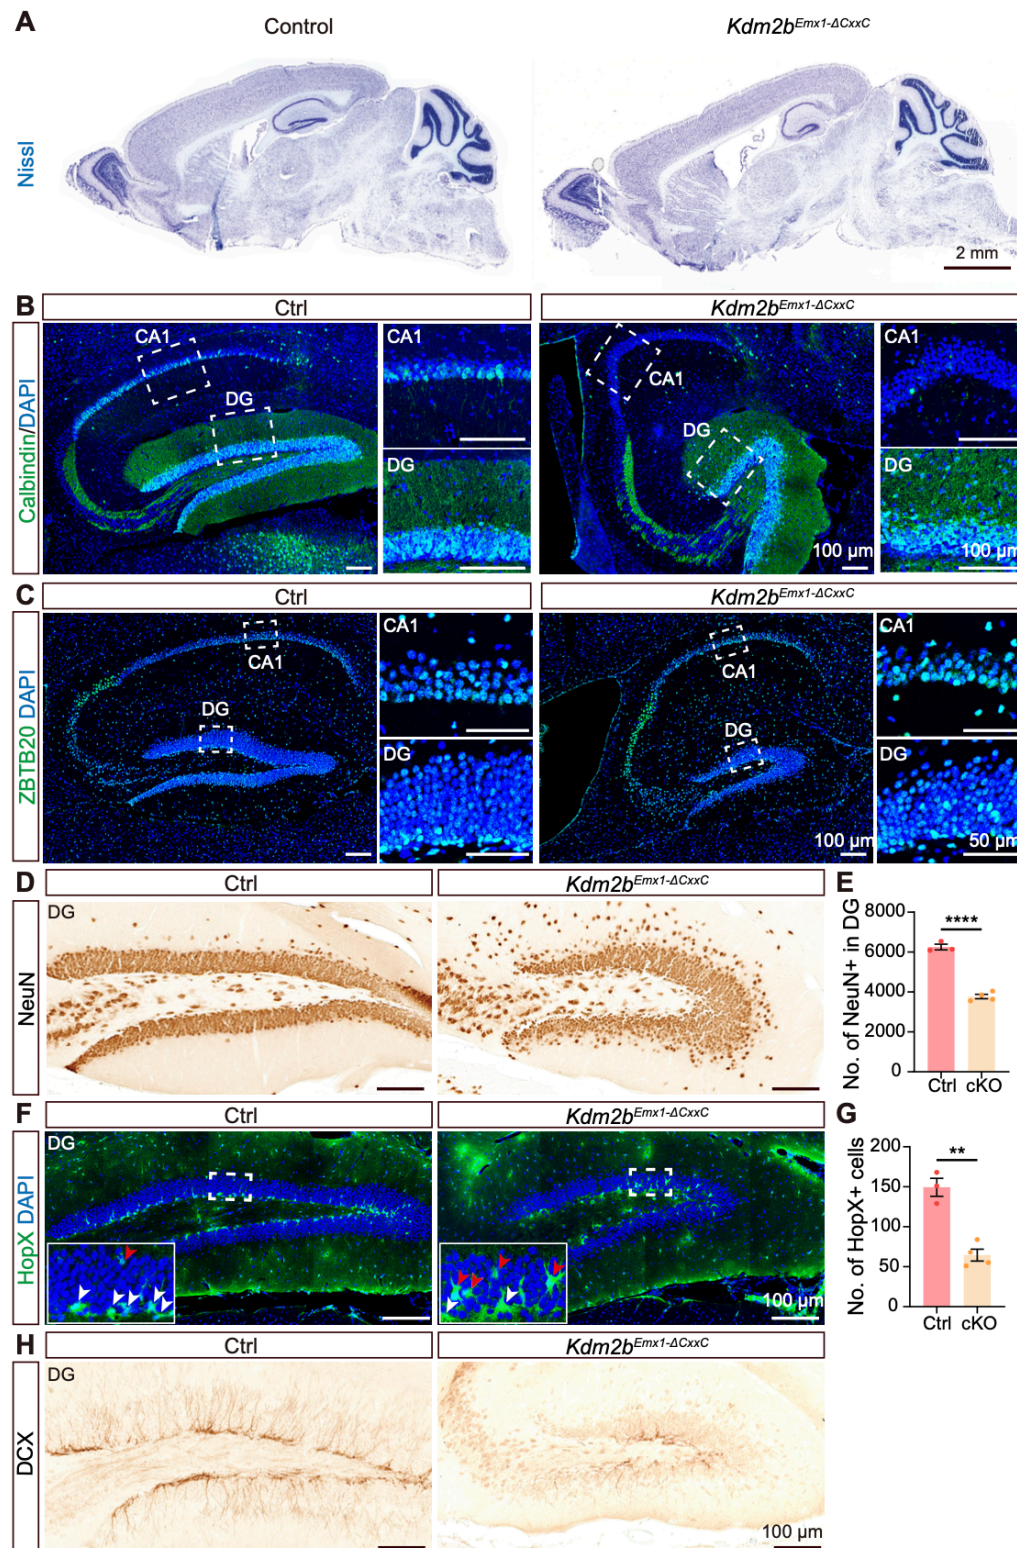 A
Control
Kdm2bEmx1-ΔCxxC
Nissl
2 mm
B
Ctrl
Kdm2bEmx1-ΔCxxC
Calbindin/DAPI
CA1
DG
CA1
DG
CA1
DG
100 µm
CA1
DG
100 µm
C
Ctrl
Kdm2bEmx1-ΔCxxC
ZBTB20 DAPI
CA1
DG
CA1
DG
CA1
DG
100 µm
CA1
DG
50 µm
D
Ctrl
Kdm2bEmx1-ΔCxxC
NeuN
DG
E
No. of NeuN+ in DG
8000
6000
4000
2000
0
****
Ctrl
cKO
F
Ctrl
Kdm2bEmx1-ΔCxxC
HopX DAPI
DG
100 µm
G
No. of HopX+ cells
200
150
100
50
0
**
Ctrl
cKO
H
Ctrl
Kdm2bEmx1-ΔCxxC
DCX
DG
100 µm